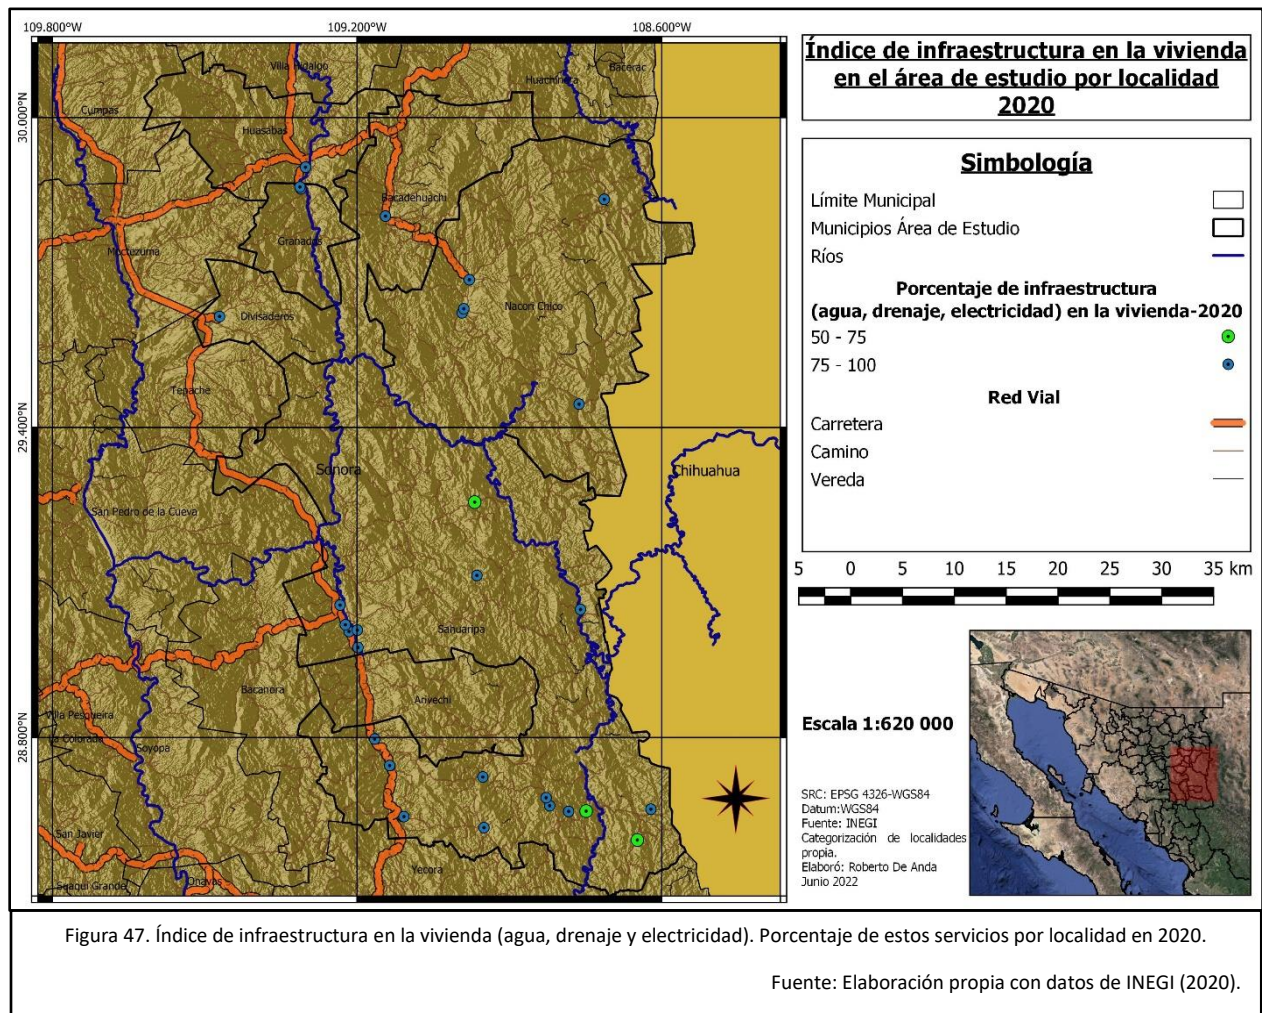 109.800°W
109.200°W
108.600°W
30.000°N
29.400°N
28.800°N
Villa Hidalgo
Huachinera
Bacerac
Cumpas
Huasabas
Bacadehuachi
Granados
Moctezuma
Nacori Chico
Divisaderos
Tepache
Sonora
Chihuahua
San Pedro de la Cueva
Sahuaripa
Bacanora
Arivechi
Villa Pesqueira
La Colorada
Soyopa
San Javier
Yecora
Suaqui Grande
Onavas
Índice de infraestructura en la vivienda
en el área de estudio por localidad
2020
Simbología
Límite Municipal
Municipios Área de Estudio
Ríos
Porcentaje de infraestructura
(agua, drenaje, electricidad) en la vivienda-2020
50 - 75
75 - 100
Red Vial
Carretera
Camino
Vereda
5 0 5 10 15 20 25 30 35 km
Escala 1:620 000
SRC: EPSG 4326-WGS84
Datum:WGS84
Fuente: INEGI
Categorización de localidades
propia.
Elaboró: Roberto De Anda
Junio 2022
Figura 47. Índice de infraestructura en la vivienda (agua, drenaje y electricidad). Porcentaje de estos servicios por localidad en 2020.
Fuente: Elaboración propia con datos de INEGI (2020).